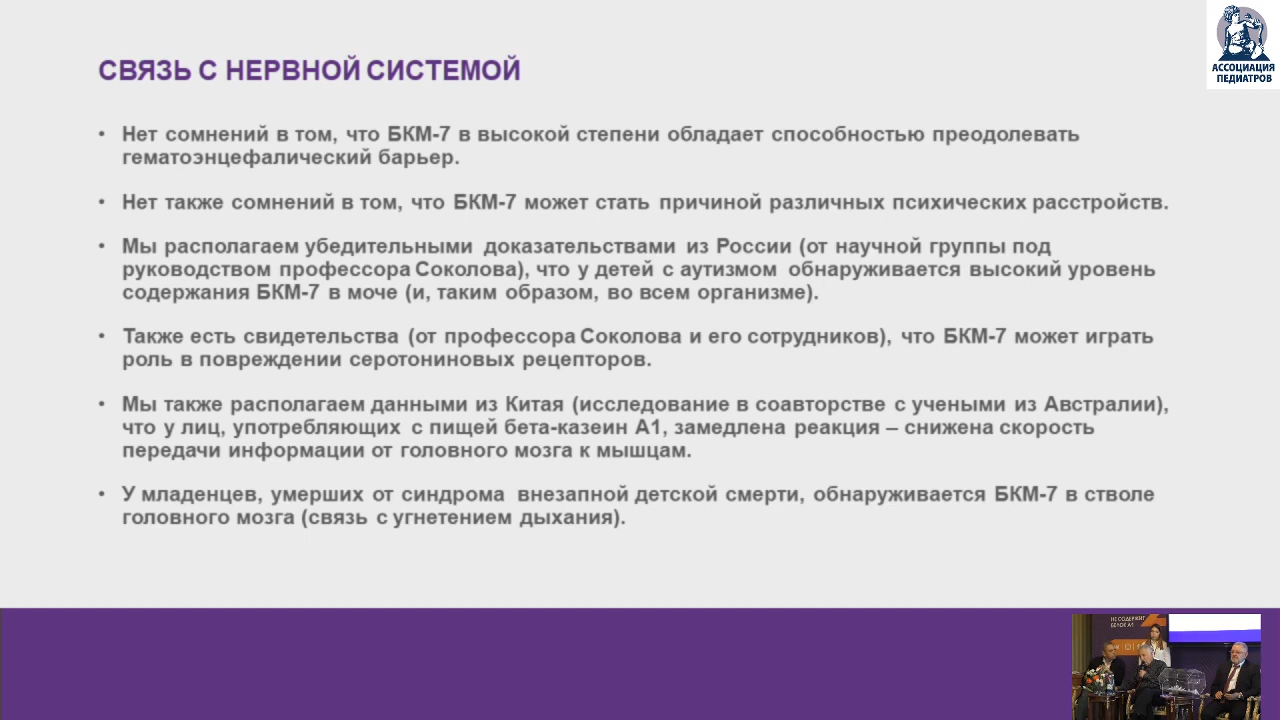 АССОЦИАЦИЯ
ПЕДИАТРОВ
СВЯЗЬ С НЕРВНОЙ СИСТЕМОЙ
• Нет сомнений в том, что БКМ-7 в высокой степени обладает способностью преодолевать
гематоэнцефалический барьер.
• Нет также сомнений в том, что БКМ-7 может стать причиной различных психических расстройств.
• Мы располагаем убедительными доказательствами из России (от научной группы под
руководством профессора Соколова), что у детей с аутизмом обнаруживается высокий уровень
содержания БКМ-7 в моче (и, таким образом, во всем организме).
• Также есть свидетельства (от профессора Соколова и его сотрудников), что БКМ-7 может играть
роль в повреждении серотониновых рецепторов.
• Мы также располагаем данными из Китая (исследование в соавторстве с учеными из Австралии),
что у лиц, употребляющих с пищей бета-казеин А1, замедлена реакция – снижена скорость
передачи информации от головного мозга к мышцам.
• У младенцев, умерших от синдрома внезапной детской смерти, обнаруживается БКМ-7 в стволе
головного мозга (связь с угнетением дыхания).
НЕ СОДЕРЖИТ
БЕЛОК А1